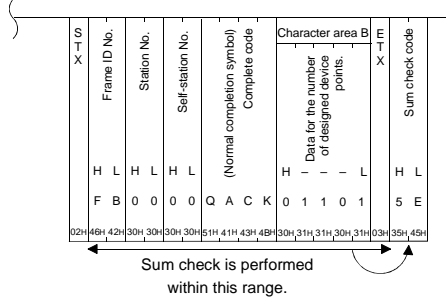 STX
Frame ID No.
Station No.
Self-station No.
(Normal completion symbol)
Complete code
Character area B
Data for the number
of designed device
points.
ETX
Sum check code
H L H L H L H – – – L H L
F B 0 0 0 0 Q A C K 0 1 1 0 1 5 E
02H 46H 42H 30H 30H 30H 30H 51H 41H 43H 4BH 30H 31H 31H 30H 31H 03H 35H 45H
Sum check is performed
within this range.